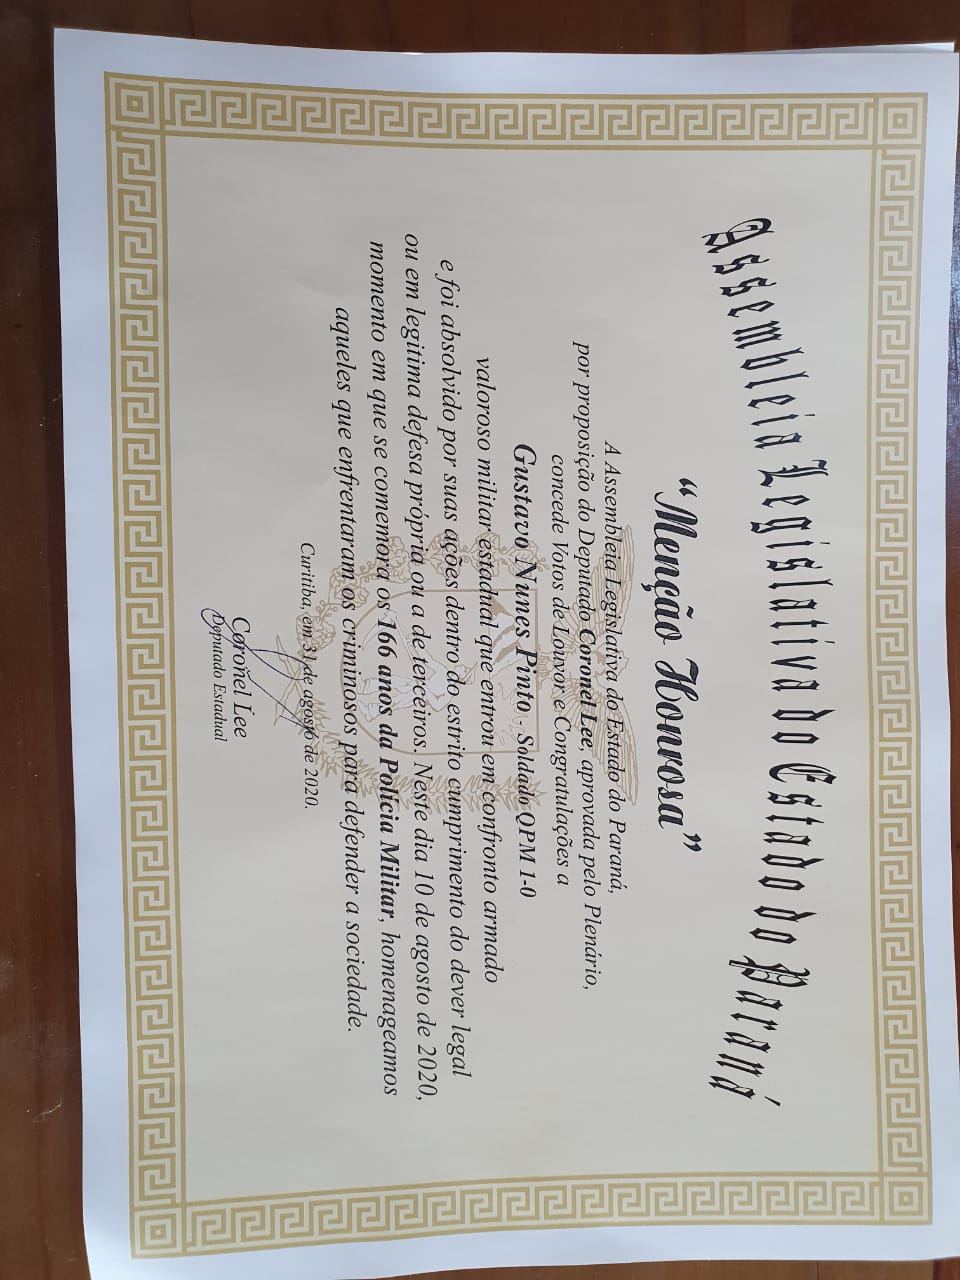 Assembleia Legislativa do Estado do Paraná
“Menção Honrosa”
A Assembleia Legislativa do Estado do Paraná,
por proposição do Deputado Coronel Lee, aprovada pelo Plenário,
concede Votos de Louvor e Congratulações a
Gustavo Nunes Pinto - Soldado QPM 1-0
valoroso militar estadual que entrou em confronto armado
e foi absolvido por suas ações dentro do estrito cumprimento do dever legal
ou em legitima defesa própria ou a de terceiros. Neste dia 10 de agosto de 2020,
momento em que se comemora os 166 anos da Polícia Militar, homenageamos
aqueles que enfrentaram os criminosos para defender a sociedade.
Curitiba, em 31 de agosto de 2020.
Coronel Lee
Deputado Estadual